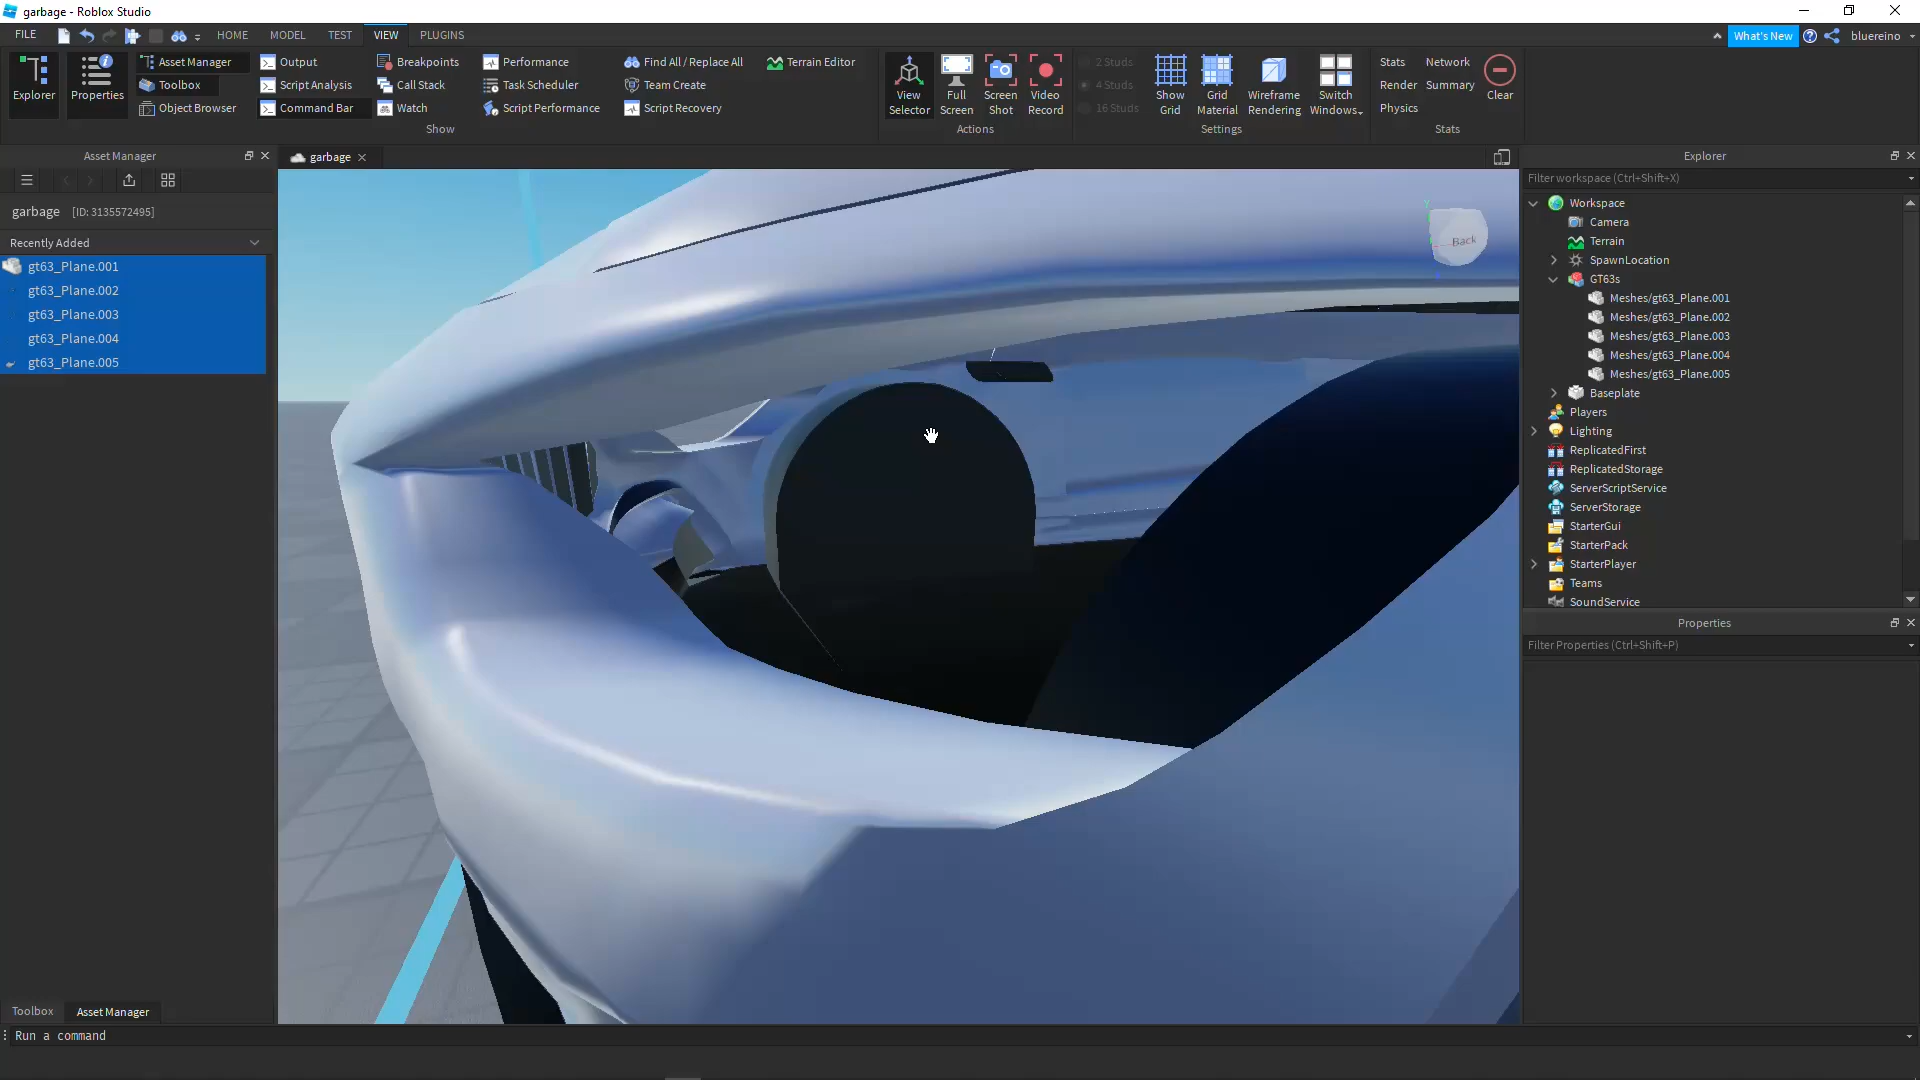 garbage - Roblox Studio
FILE HOME MODEL TEST VIEW PLUGINS What's New bluereino
Explorer
Properties
Asset Manager
Toolbox
Object Browser
Output
Script Analysis
Command Bar
Breakpoints
Call Stack
Watch
Performance
Task Scheduler
Script Performance
Find All / Replace All
Team Create
Script Recovery
Terrain Editor
Show
View Selector
Full Screen
Screen Shot
Video Record
Actions
2 Studs
4 Studs
16 Studs
Show Grid
Grid Material
Wireframe Rendering
Switch Windows
Settings
Stats
Render
Physics
Network
Summary
Clear
Stats
Asset Manager
garbage [ID: 3135572495]
Recently Added
gt63_Plane.001
gt63_Plane.002
gt63_Plane.003
gt63_Plane.004
gt63_Plane.005
Toolbox Asset Manager
garbage
Y
Back
Explorer
Filter workspace (Ctrl+Shift+X)
Workspace
Camera
Terrain
SpawnLocation
GT63s
Meshes/gt63_Plane.001
Meshes/gt63_Plane.002
Meshes/gt63_Plane.003
Meshes/gt63_Plane.004
Meshes/gt63_Plane.005
Baseplate
Players
Lighting
ReplicatedFirst
ReplicatedStorage
ServerScriptService
ServerStorage
StarterGui
StarterPack
StarterPlayer
Teams
SoundService
Properties
Filter Properties (Ctrl+Shift+P)
Run a command